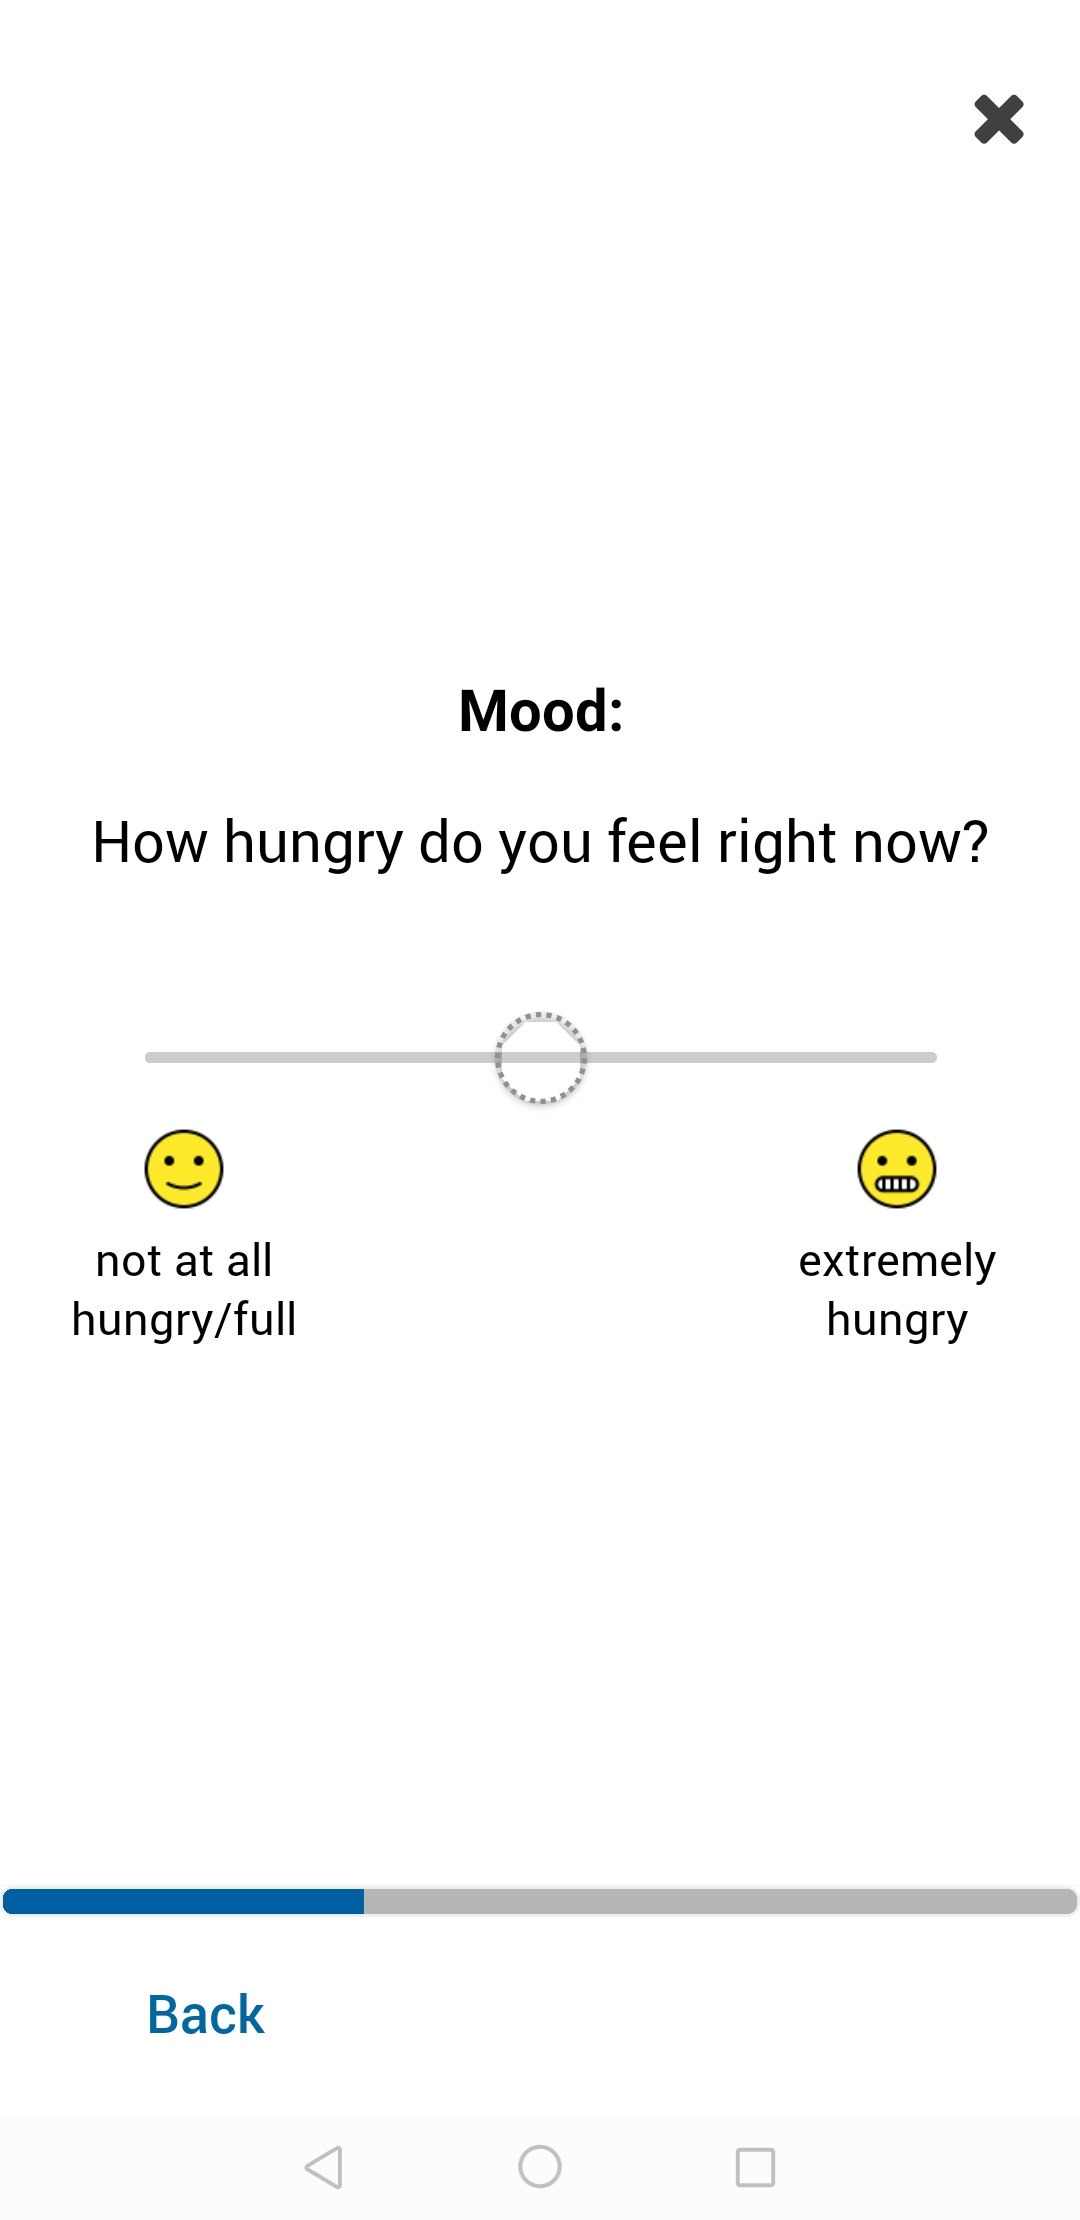 Mood:
How hungry do you feel right now?
not at all
hungry/full
extremely
hungry
Back